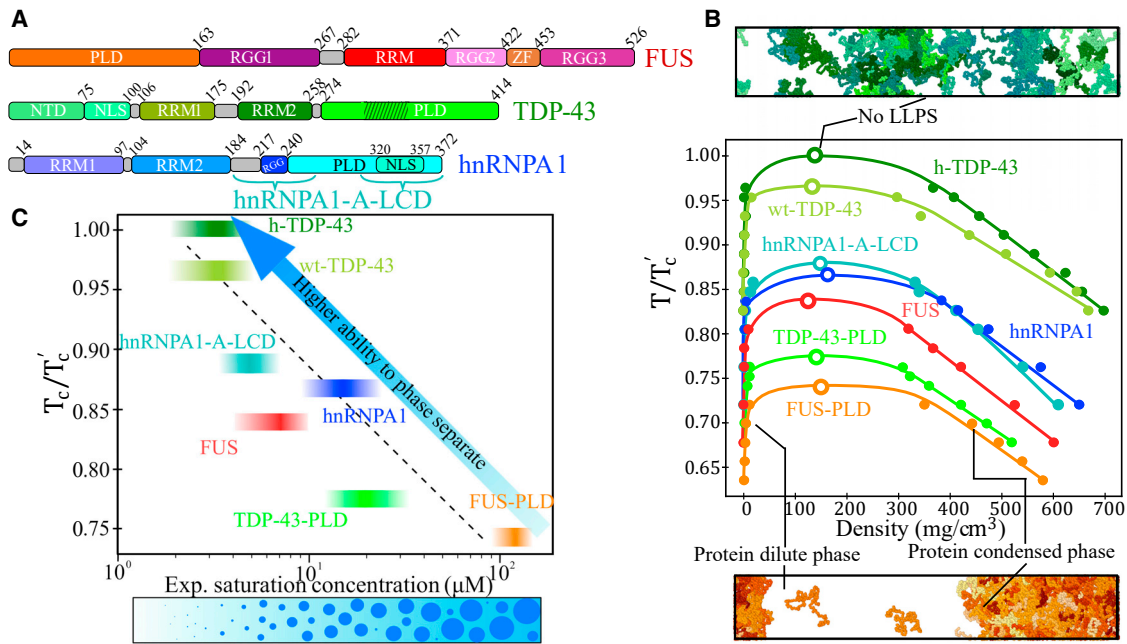 A
163
267
282
371
422
453
526
PLD
RGG1
RRM
RGG2
ZF
RGG3
FUS
75
100
106
175
192
258
274
414
NTD
NLS
RRM1
RRM2
PLD
TDP-43
14
97
104
184
217
240
320
357
372
RRM1
RRM2
RGG
PLD
NLS
hnRNPA1
hnRNPA1-A-LCD
B
No LLPS
T/T'c
1.00
0.95
0.90
0.85
0.80
0.75
0.70
0.65
h-TDP-43
wt-TDP-43
hnRNPA1-A-LCD
hnRNPA1
FUS
TDP-43-PLD
FUS-PLD
0 100 200 300 400 500 600 700
Density (mg/cm³)
Protein dilute phase
Protein condensed phase
C
Tc/T'c
1.00
0.95
0.90
0.85
0.80
0.75
h-TDP-43
wt-TDP-43
hnRNPA1-A-LCD
hnRNPA1
FUS
TDP-43-PLD
FUS-PLD
Higher ability to phase separate
10⁰ 10¹ 10²
Exp. saturation concentration (μM)